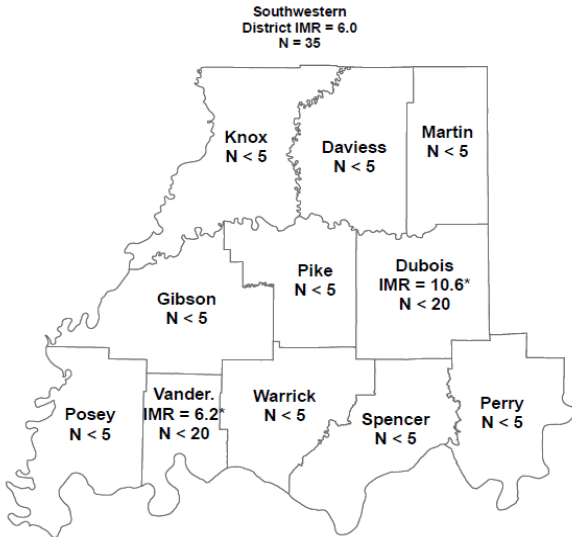 Southwestern
District IMR = 6.0
N = 35
Knox
N < 5
Daviess
N < 5
Martin
N < 5
Gibson
N < 5
Pike
N < 5
Dubois
IMR = 10.6*
N < 20
Posey
N < 5
Vander.
IMR = 6.2*
N < 20
Warrick
N < 5
Spencer
N < 5
Perry
N < 5